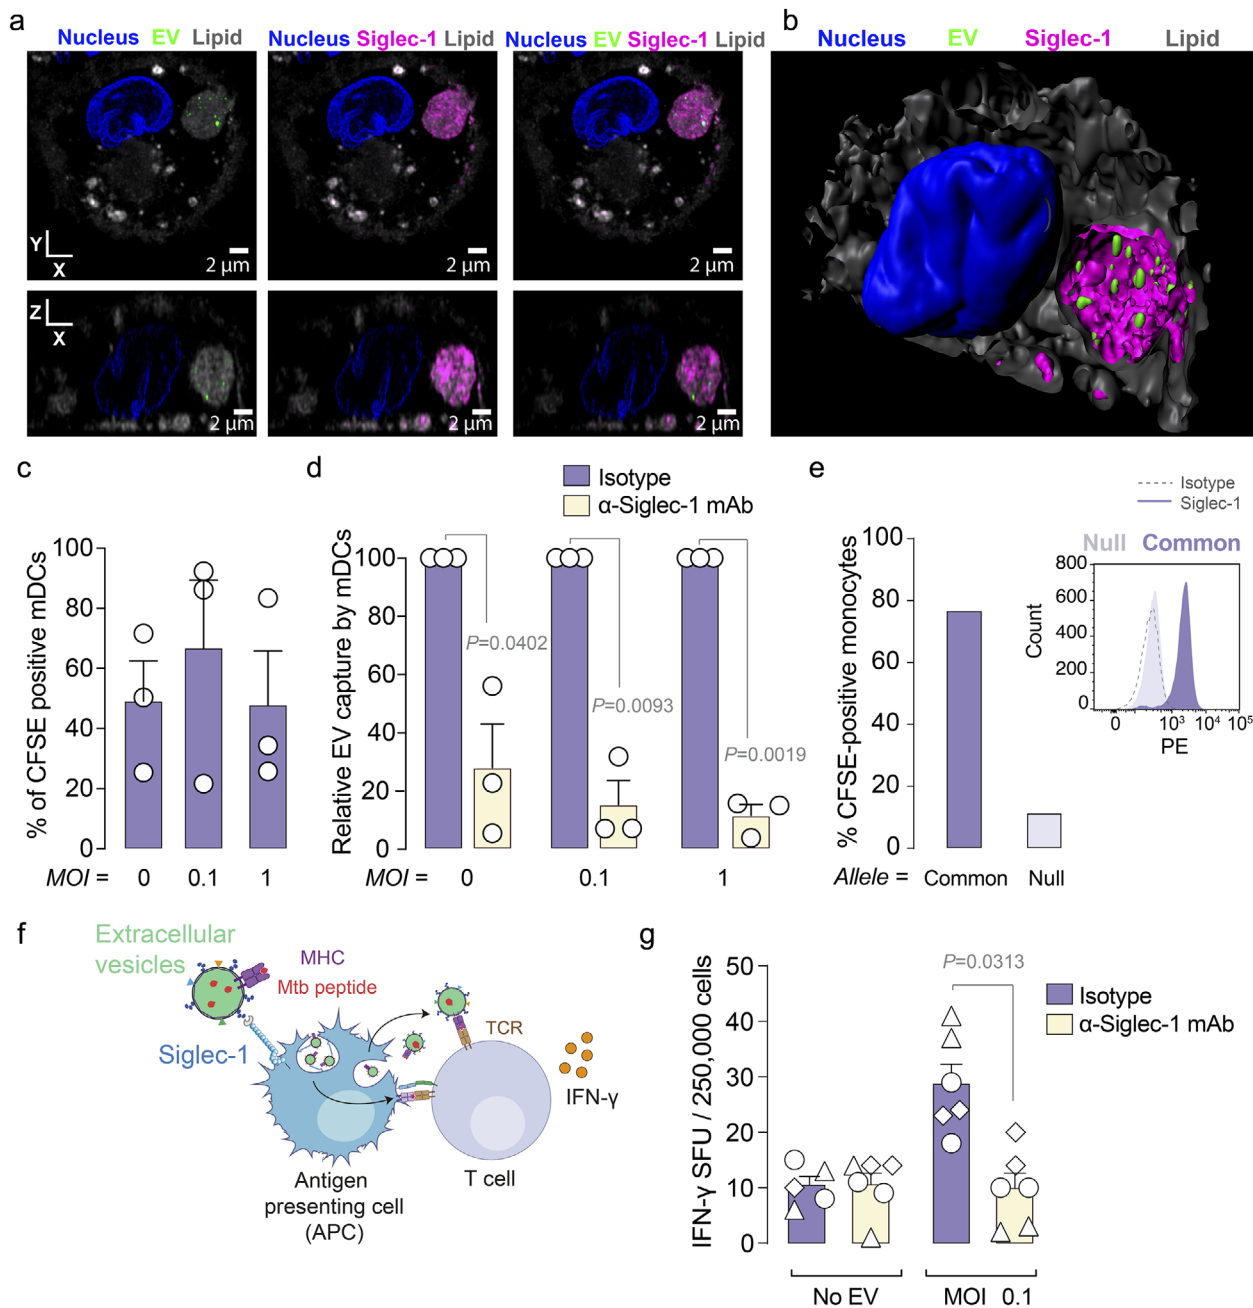 a
Nucleus EV Lipid
Nucleus Siglec-1 Lipid
Nucleus EV Siglec-1 Lipid
Y
X
2 µm
2 µm
2 µm
Z
X
2 µm
2 µm
2 µm
b
Nucleus EV Siglec-1 Lipid
c
% of CFSE positive mDCs
100
80
60
40
20
0
MOI = 0 0.1 1
d
Isotype
α-Siglec-1 mAb
Relative EV capture by mDCs
100
80
60
40
20
0
P=0.0402
P=0.0093
P=0.0019
MOI = 0 0.1 1
e
% CFSE-positive monocytes
100
80
60
40
20
0
Allele = Common Null
Isotype
Siglec-1
Null Common
Count
800
600
400
200
0
0 10³ 10⁴ 10⁵
PE
f
Extracellular
vesicles
MHC
Mtb peptide
Siglec-1
TCR
IFN-γ
Antigen
presenting cell
(APC)
T cell
g
IFN-γ SFU / 250,000 cells
50
40
30
20
10
0
P=0.0313
Isotype
α-Siglec-1 mAb
No EV
MOI 0.1